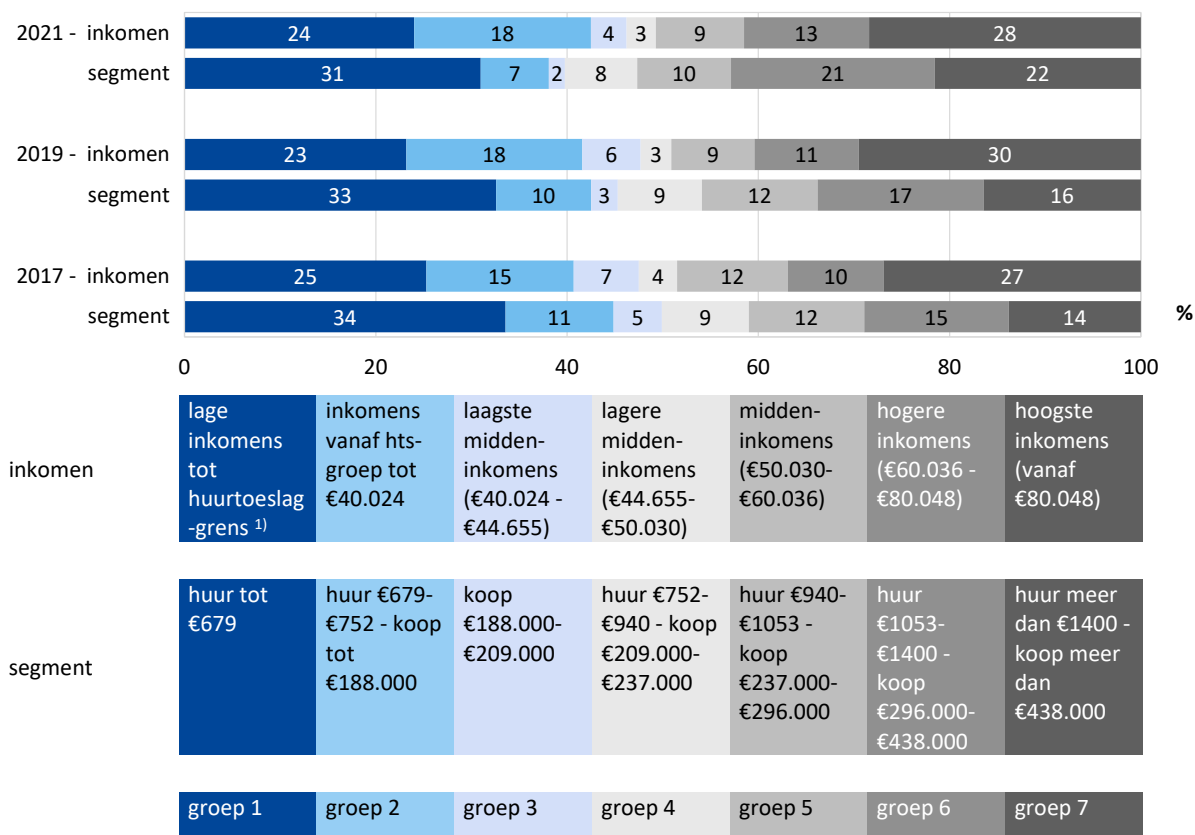 2021 - inkomen 24 18 4 3 9 13 28
segment 31 7 2 8 10 21 22
2019 - inkomen 23 18 6 3 9 11 30
segment 33 10 3 9 12 17 16
2017 - inkomen 25 15 7 4 12 10 27
segment 34 11 5 9 12 15 14 %
0 20 40 60 80 100
inkomen
lage
inkomens
tot
huurtoeslag
-grens 1)
inkomens
vanaf hts-
groep tot
€40.024
laagste
midden-
inkomens
(€40.024 -
€44.655)
lagere
midden-
inkomens
(€44.655-
€50.030)
midden-
inkomens
(€50.030-
€60.036)
hogere
inkomens
(€60.036 -
€80.048)
hoogste
inkomens
(vanaf
€80.048)
segment
huur tot
€679
huur €679-
€752 - koop
tot
€188.000
koop
€188.000-
€209.000
huur €752-
€940 - koop
€209.000-
€237.000
huur €940-
€1053 -
koop
€237.000-
€296.000
huur
€1053-
€1400 -
koop
€296.000-
€438.000
huur meer
dan €1400 -
koop meer
dan
€438.000
groep 1 groep 2 groep 3 groep 4 groep 5 groep 6 groep 7